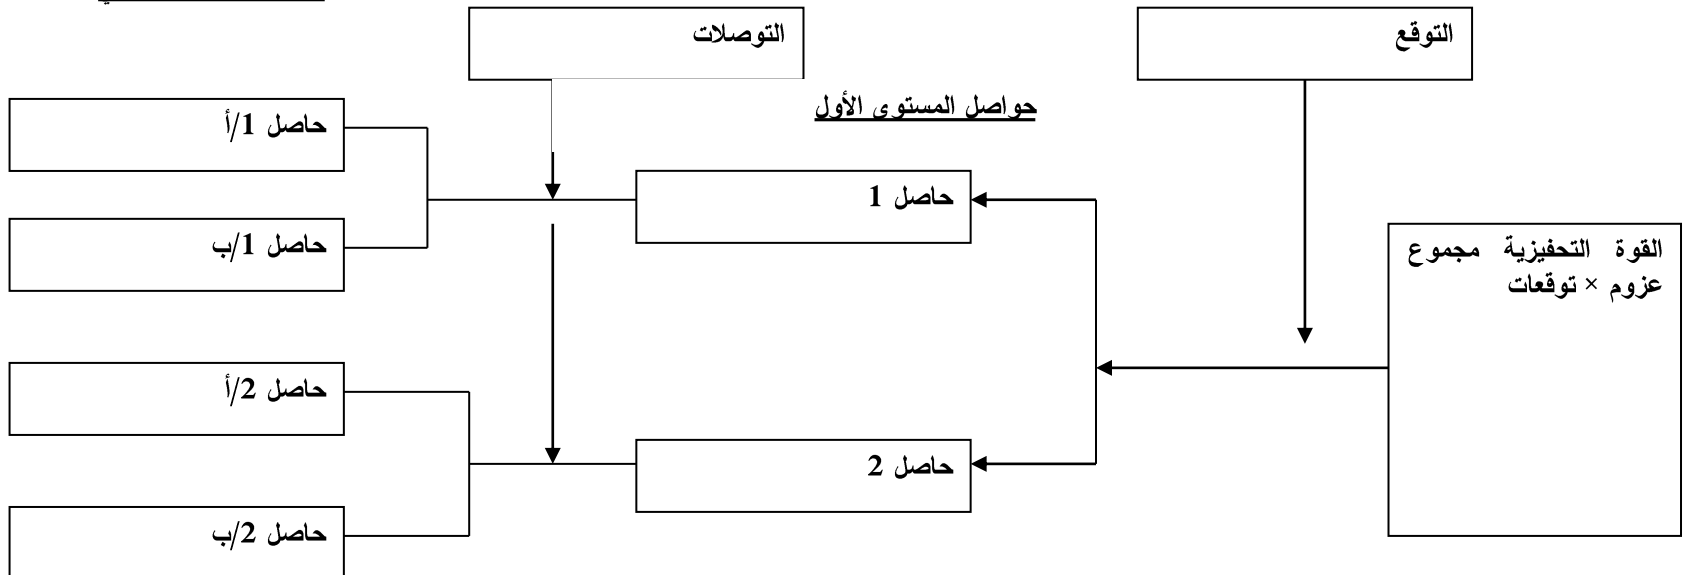 التوقع
التوصلات
حواصل المستوى الأول
حاصل 1/أ
حاصل 1
حاصل 1/ب
القوة التحفيزية مجموع
عزوم × توقعات
حاصل 2/أ
حاصل 2
حاصل 2/ب